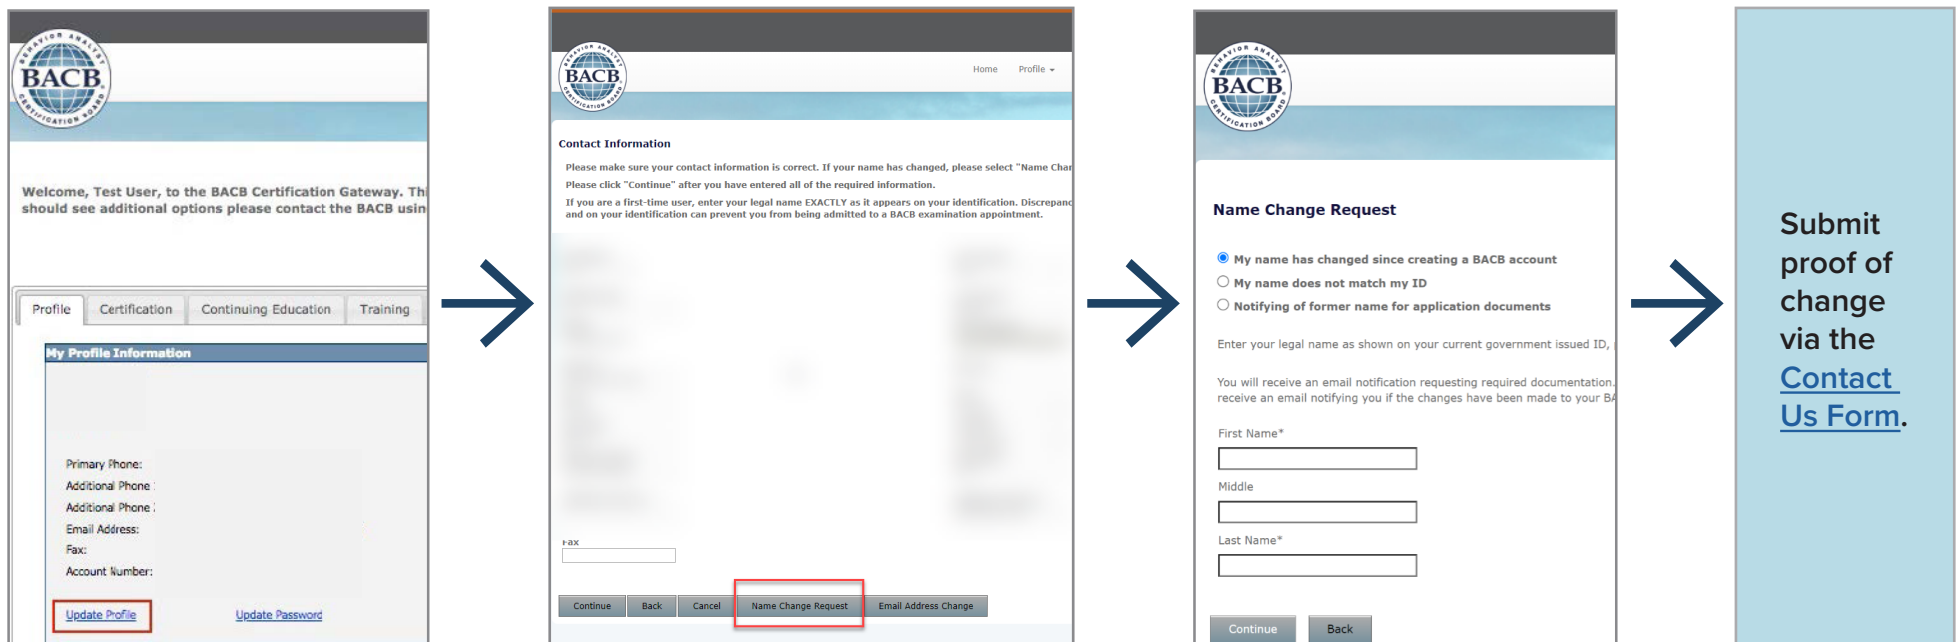 BEHAVIOR ANALYST
BACB
CERTIFICATION BOARD
Welcome, Test User, to the BACB Certification Gateway.
should see additional options please contact the BACB
Profile Certification Continuing Education Training
My Profile Information
Primary Phone:
Additional Phone
Additional Phone
Email Address:
Fax:
Account Number:
Update Profile Update Password
BEHAVIOR ANALYST
BACB
CERTIFICATION BOARD
Home Profile
Contact Information
Please make sure your contact information is correct. If your name has changed, please select "Name
Please click "Continue" after you have entered all of the required information.
If you are a first-time user, enter your legal name EXACTLY as it appears on your identification.
and on your identification can prevent you from being admitted to a BACB examination appointment.
Fax
Continue Back Cancel Name Change Request Email Address Change
BEHAVIOR ANALYST
BACB
CERTIFICATION BOARD
Name Change Request
My name has changed since creating a BACB account
My name does not match my ID
Notifying of former name for application documents
Enter your legal name as shown on your current government issued ID,
You will receive an email notification requesting required documentation.
receive an email notifying you if the changes have been made to your
First Name*
Middle
Last Name*
Continue Back
Submit
proof of
change
via the
Contact
Us Form.